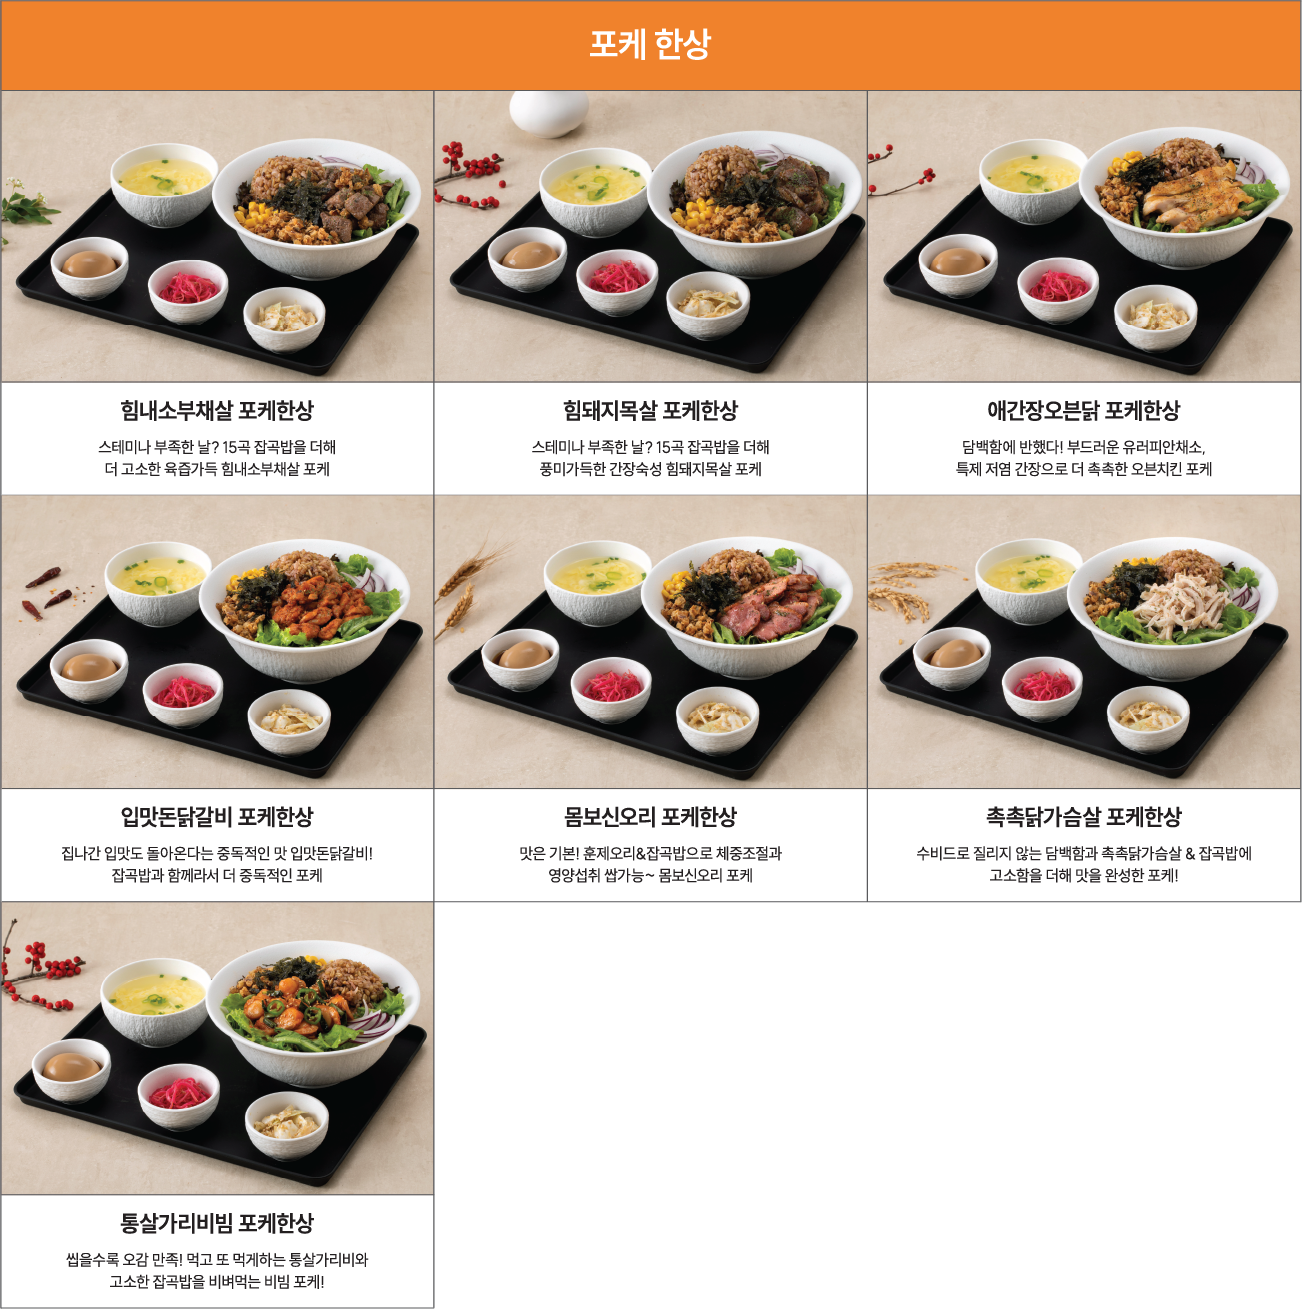 포케 한상
힘내소부채살 포케한상
스테미나 부족한 날? 15곡 잡곡밥을 더해
더 고소한 육즙가득 힘내소부채살 포케
힘돼지목살 포케한상
스테미나 부족한 날? 15곡 잡곡밥을 더해
풍미가득한 간장숙성 힘돼지목살 포케
애간장오븐닭 포케한상
담백함에 반했다! 부드러운 유러피안채소,
특제 저염 간장으로 더 촉촉한 오븐치킨 포케
입맛돈닭갈비 포케한상
집나간 입맛도 돌아온다는 중독적인 맛 입맛돈닭갈비!
잡곡밥과 함께라서 더 중독적인 포케
몸보신오리 포케한상
맛은 기본! 훈제오리&잡곡밥으로 체중조절과
영양섭취 쌉가능~ 몸보신오리 포케
촉촉닭가슴살 포케한상
수비드로 질리지 않는 담백함과 촉촉닭가슴살 & 잡곡밥에
고소함을 더해 맛을 완성한 포케!
통살가리비빔 포케한상
씹을수록 오감 만족! 먹고 또 먹게하는 통살가리비와
고소한 잡곡밥을 비벼먹는 비빔 포케!